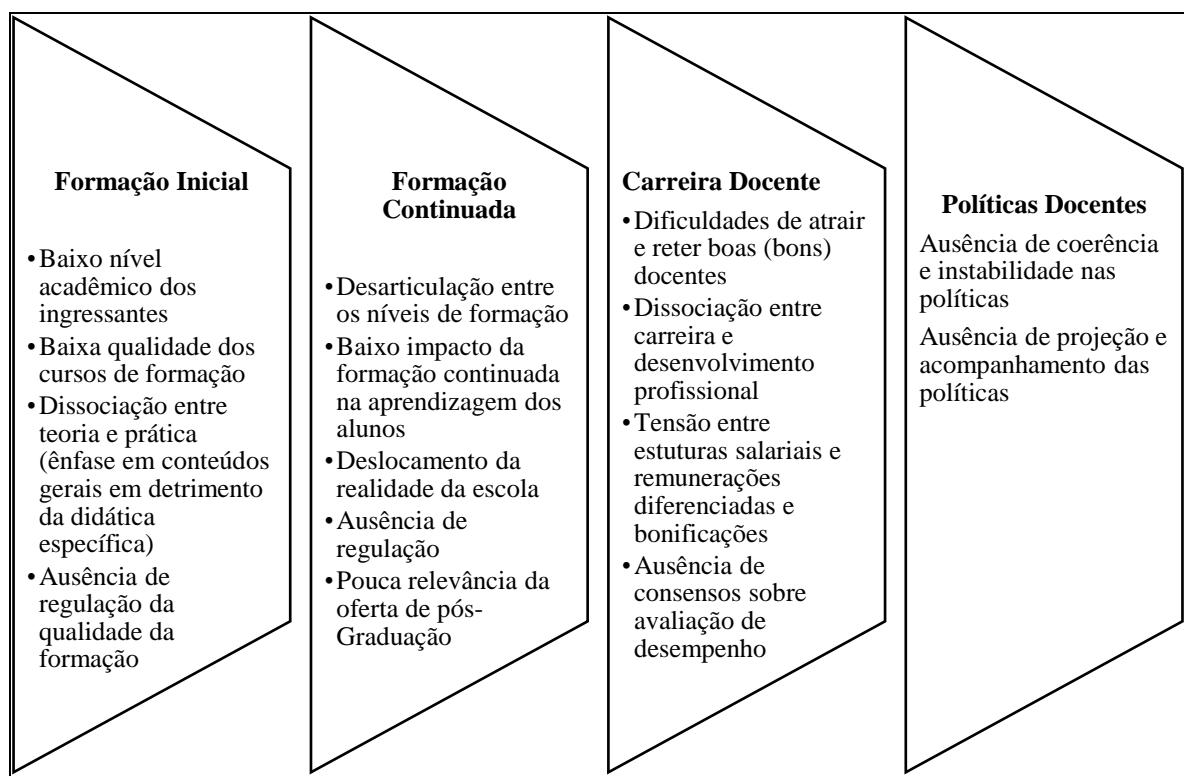 Formação Inicial
•Baixo nível
acadêmico dos
ingressantes
•Baixa qualidade dos
cursos de formação
•Dissociação entre
teoria e prática
(ênfase em conteúdos
gerais em detrimento
da didática
específica)
•Ausência de
regulação da
qualidade da
formação
Formação
Continuada
•Desarticulação entre
os níveis de formação
•Baixo impacto da
formação continuada
na aprendizagem dos
alunos
•Deslocamento da
realidade da escola
•Ausência de
regulação
•Pouca relevância da
oferta de pós-
Graduação
Carreira Docente
•Dificuldades de atrair
e reter boas (bons)
docentes
•Dissociação entre
carreira e
desenvolvimento
profissional
•Tensão entre
estuturas salariais e
remunerações
diferenciadas e
bonificações
•Ausência de
consensos sobre
avaliação de
desempenho
Políticas Docentes
Ausência de coerência
e instabilidade nas
políticas
Ausência de projeção e
acompanhamento das
políticas